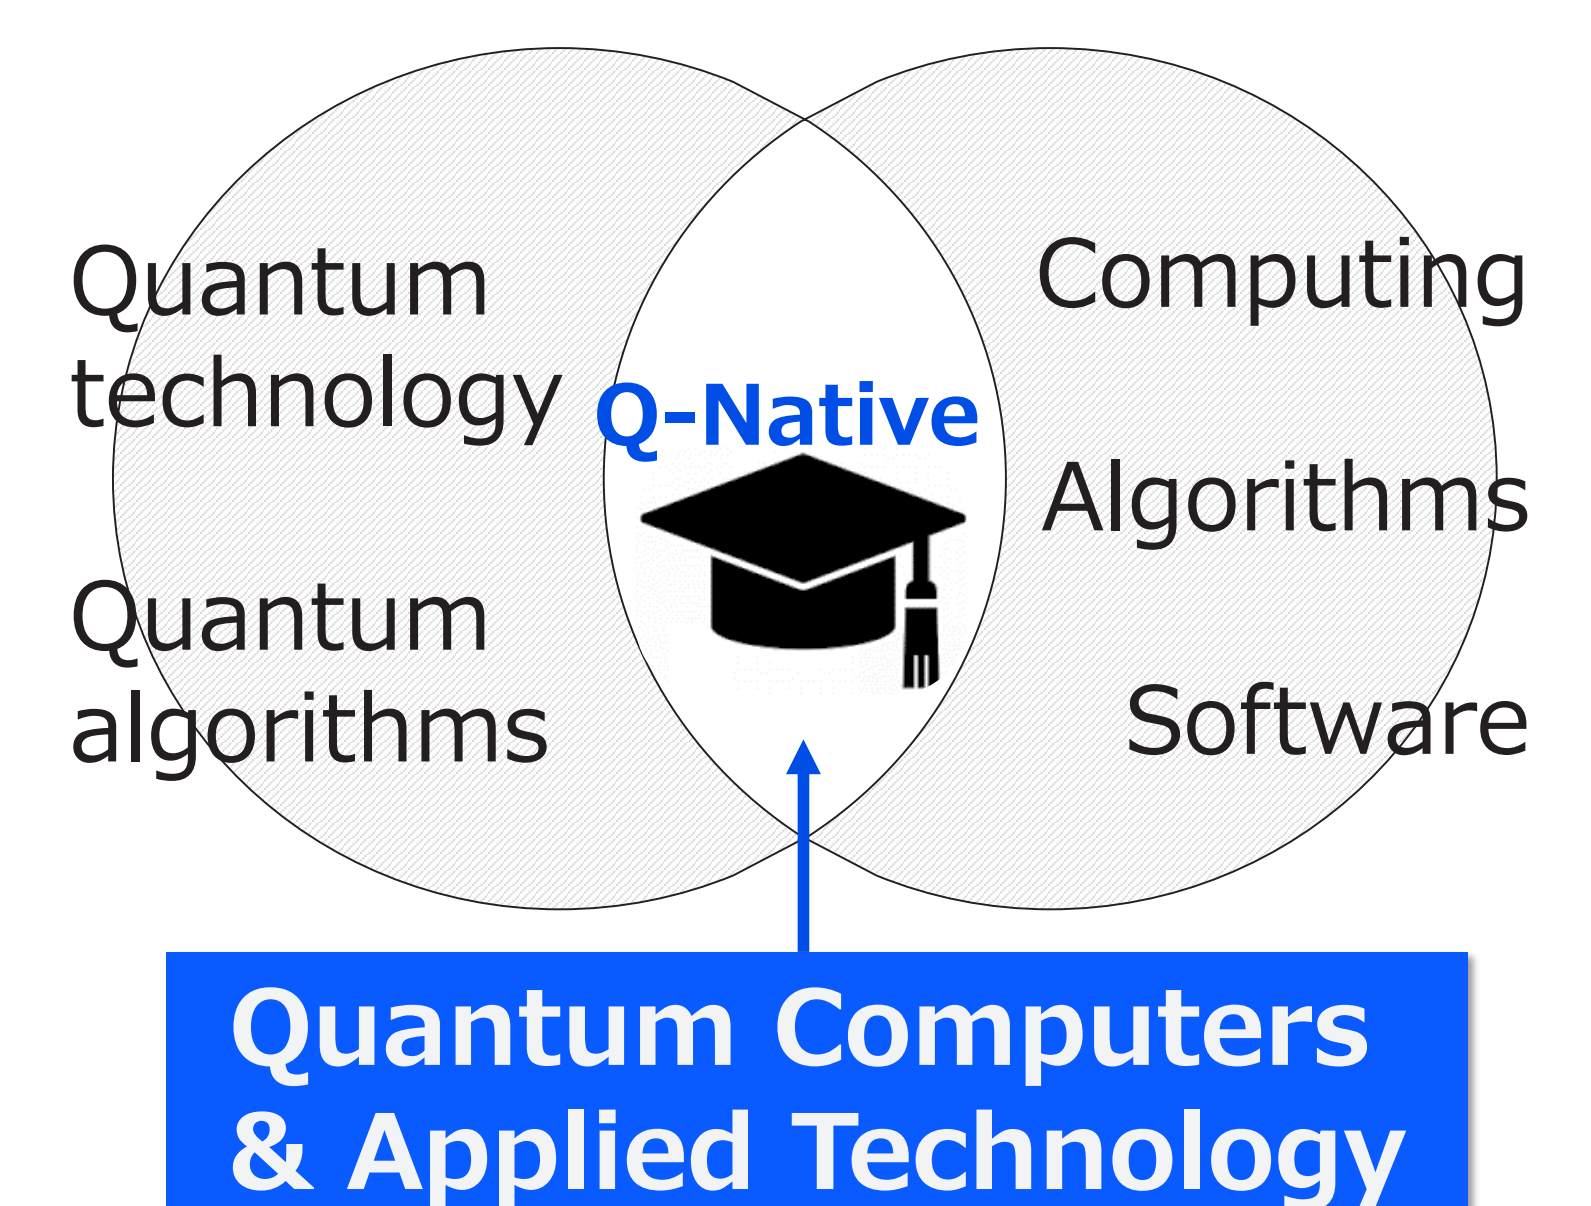 Quantum
technology
Quantum
algorithms
Q-Native
Computing
Algorithms
Software
Quantum Computers
& Applied Technology